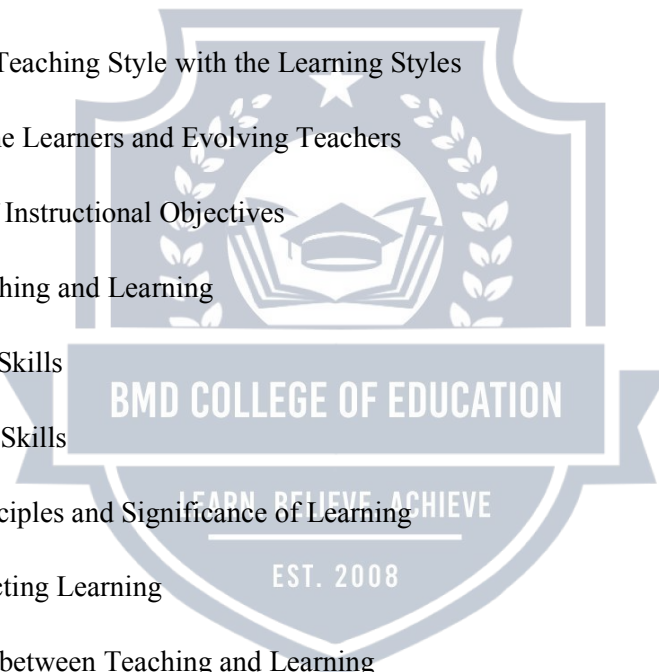 Teaching Style with the Learning Styles
e Learners and Evolving Teachers
Instructional Objectives
hing and Learning
Skills
BMD COLLEGE OF EDUCATION
Skills
LEARN BELIEVE ACHIEVE
ciples and Significance of Learning
EST. 2008
cting Learning
between Teaching and Learning